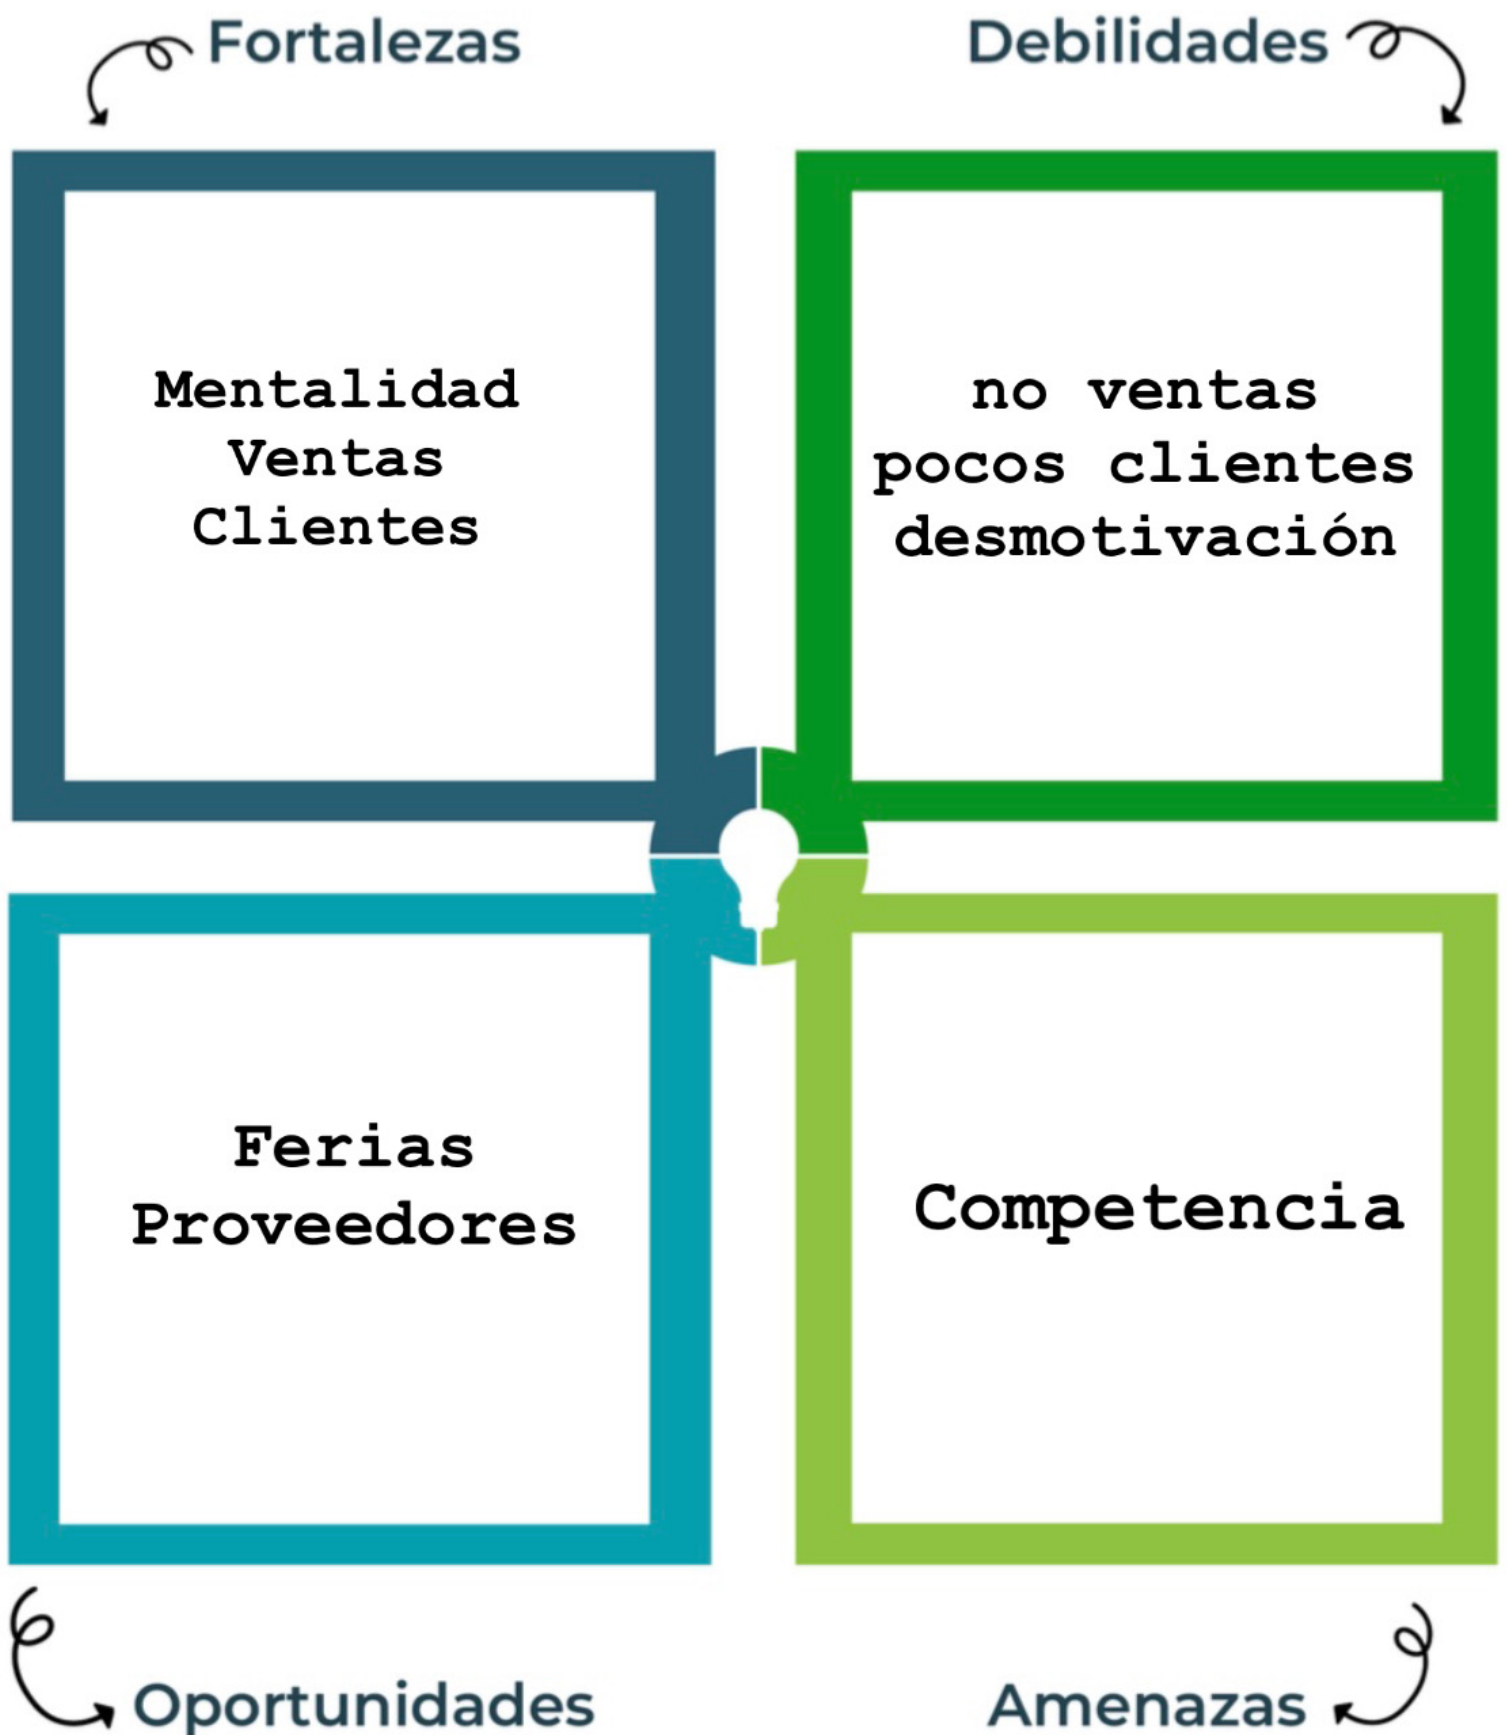 Fortalezas
Mentalidad
Ventas
Clientes
Debilidades
no ventas
pocos clientes
desmotivación
Ferias
Proveedores
Oportunidades
Competencia
Amenazas